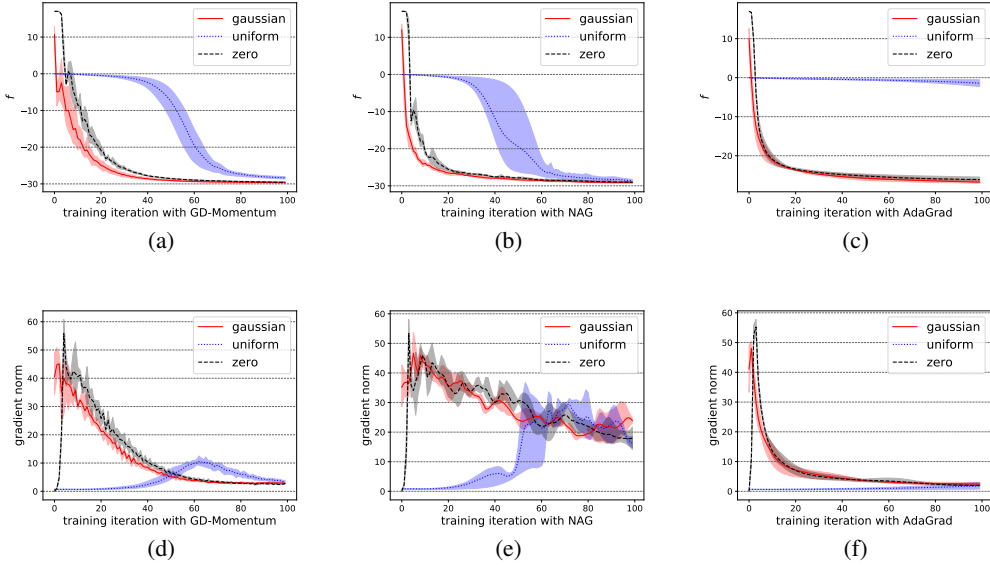 gaussian
uniform
zero
10
0
−10
−20
−30
f
0 20 40 60 80 100
training iteration with GD-Momentum
(a)
gaussian
uniform
zero
10
0
−10
−20
−30
f
0 20 40 60 80 100
training iteration with NAG
(b)
gaussian
uniform
zero
10
0
−10
−20
f
0 20 40 60 80 100
training iteration with AdaGrad
(c)
gaussian
uniform
zero
60
50
40
30
20
10
0
gradient norm
0 20 40 60 80 100
training iteration with GD-Momentum
(d)
gaussian
uniform
zero
60
50
40
30
20
10
0
gradient norm
0 20 40 60 80 100
training iteration with NAG
(e)
gaussian
uniform
zero
60
50
40
30
20
10
0
gradient norm
0 20 40 60 80 100
training iteration with AdaGrad
(f)